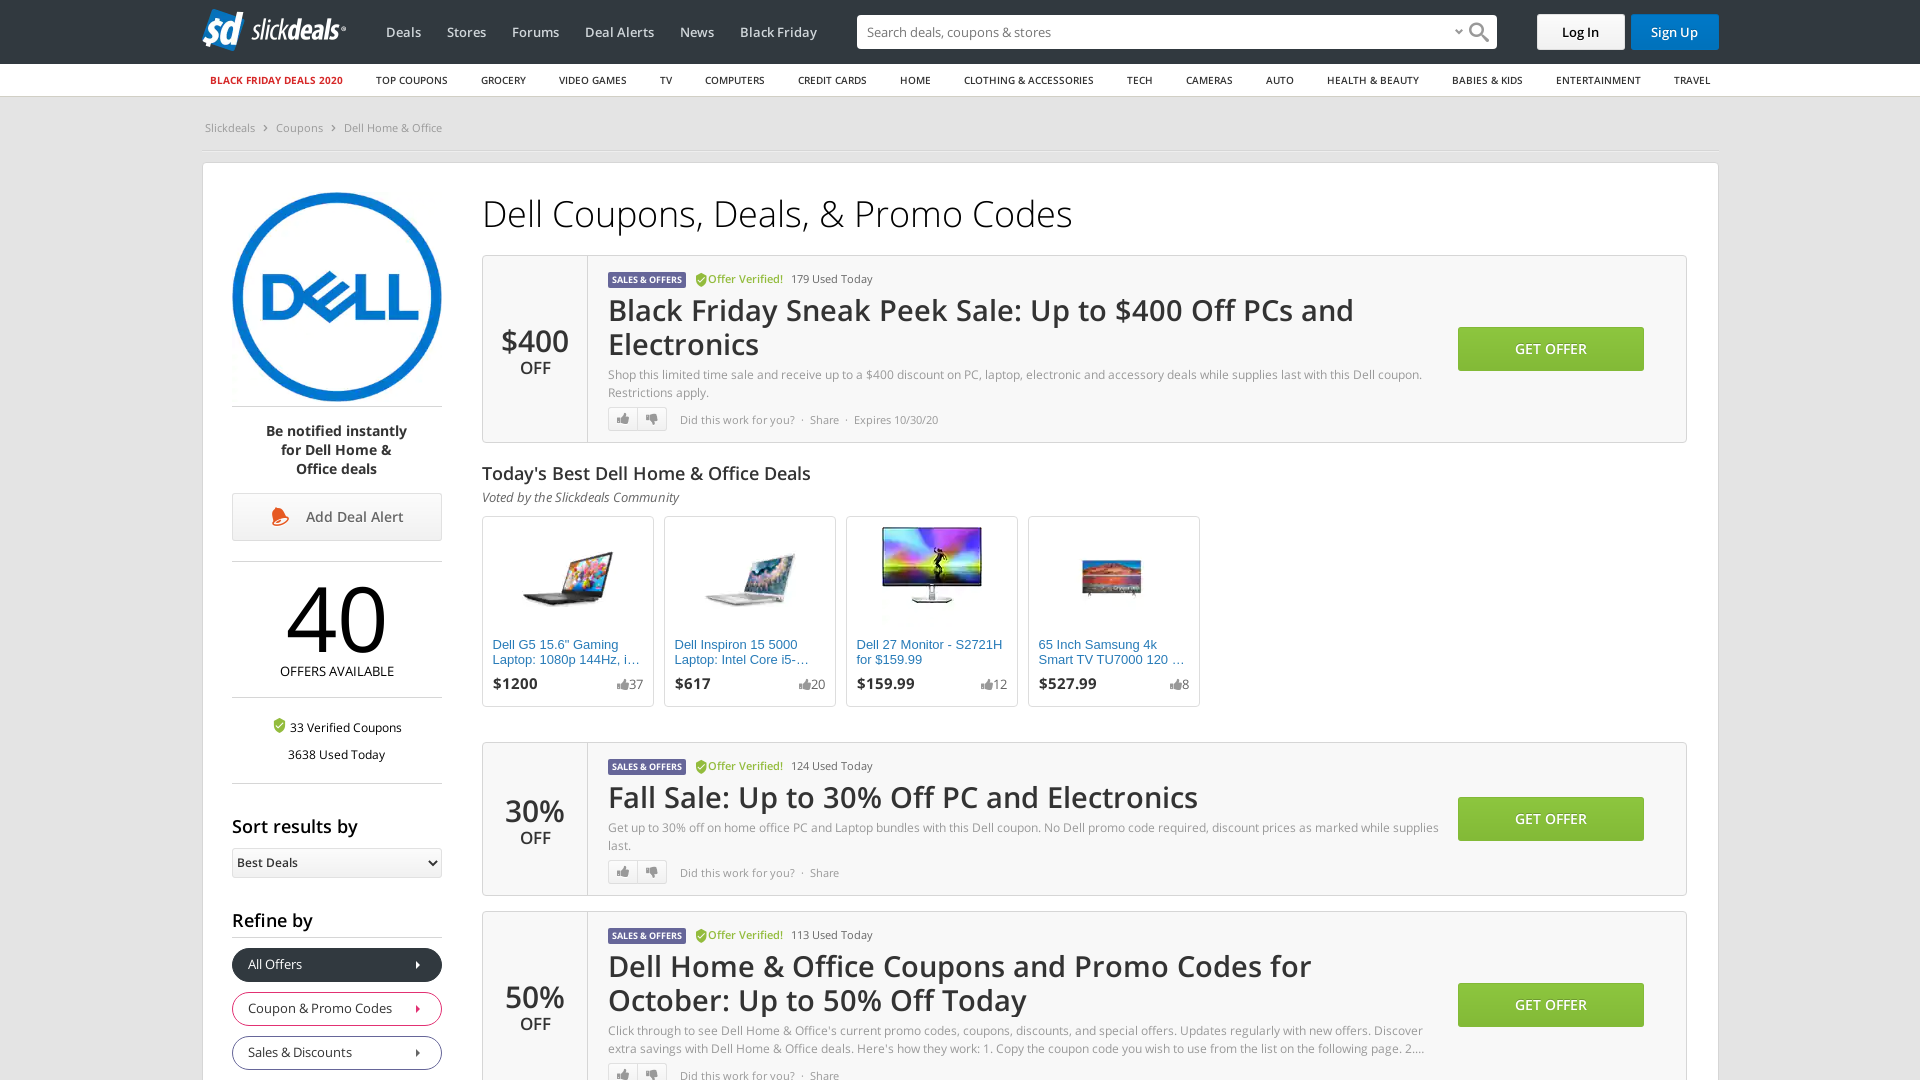 sd slickdeals
Deals
Stores
Forums
Deal Alerts
News
Black Friday
Search deals, coupons & stores
Log In
Sign Up
BLACK FRIDAY DEALS 2020
TOP COUPONS
GROCERY
VIDEO GAMES
TV
COMPUTERS
CREDIT CARDS
HOME
CLOTHING & ACCESSORIES
TECH
CAMERAS
AUTO
HEALTH & BEAUTY
BABIES & KIDS
ENTERTAINMENT
TRAVEL
Slickdeals › Coupons › Dell Home & Office
DELL
Be notified instantly
for Dell Home &
Office deals
Add Deal Alert
40
OFFERS AVAILABLE
33 Verified Coupons
3638 Used Today
Sort results by
Best Deals
Refine by
All Offers
Coupon & Promo Codes
Sales & Discounts
Dell Coupons, Deals, & Promo Codes
$400
OFF
SALES & OFFERS Offer Verified! 179 Used Today
Black Friday Sneak Peek Sale: Up to $400 Off PCs and
Electronics
Shop this limited time sale and receive up to a $400 discount on PC, laptop, electronic and accessory deals while supplies last with this Dell coupon.
Restrictions apply.
Did this work for you? · Share · Expires 10/30/20
GET OFFER
Today's Best Dell Home & Office Deals
Voted by the Slickdeals Community
Dell G5 15.6" Gaming
Laptop: 1080p 144Hz, i...
$1200 37
Dell Inspiron 15 5000
Laptop: Intel Core i5-...
$617 20
Dell 27 Monitor - S2721H
for $159.99
$159.99 12
65 Inch Samsung 4k
Smart TV TU7000 120 ...
$527.99 8
30%
OFF
SALES & OFFERS Offer Verified! 124 Used Today
Fall Sale: Up to 30% Off PC and Electronics
Get up to 30% off on home office PC and Laptop bundles with this Dell coupon. No Dell promo code required, discount prices as marked while supplies
last.
Did this work for you? · Share
GET OFFER
50%
OFF
SALES & OFFERS Offer Verified! 113 Used Today
Dell Home & Office Coupons and Promo Codes for
October: Up to 50% Off Today
Click through to see Dell Home & Office's current promo codes, coupons, discounts, and special offers. Updates regularly with new offers. Discover
extra savings with Dell Home & Office deals. Here's how they work: 1. Copy the coupon code you wish to use from the list on the following page. 2....
Did this work for you? · Share
GET OFFER